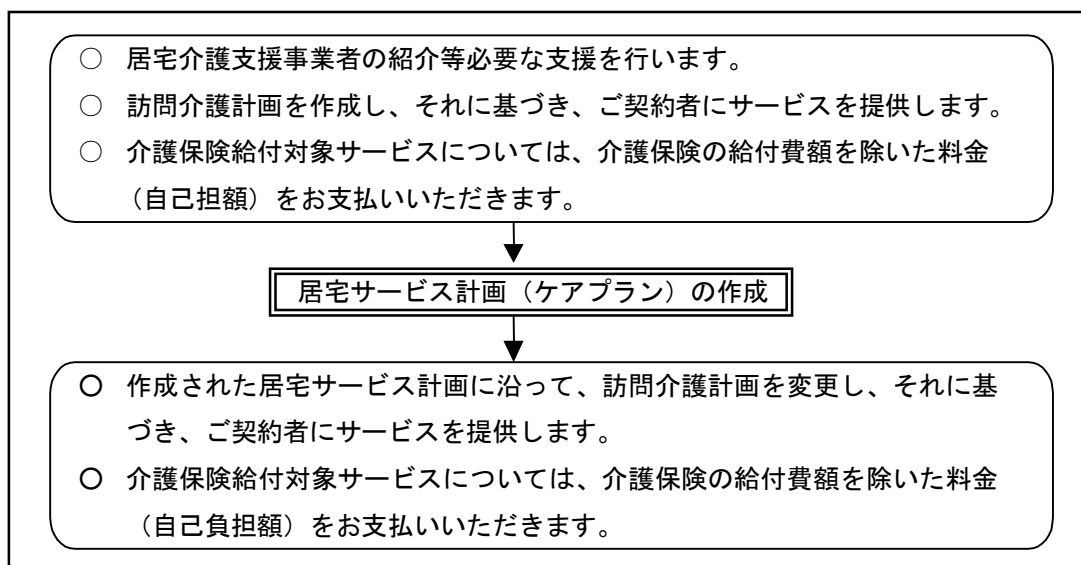 ○ 居宅介護支援事業者の紹介等必要な支援を行います。
○ 訪問介護計画を作成し、それに基づき、ご契約者にサービスを提供します。
○ 介護保険給付対象サービスについては、介護保険の給付費額を除いた料金
（自己担額）をお支払いいただきます。
居宅サービス計画（ケアプラン）の作成
○ 作成された居宅サービス計画に沿って、訪問介護計画を変更し、それに基
づき、ご契約者にサービスを提供します。
○ 介護保険給付対象サービスについては、介護保険の給付費額を除いた料金
（自己負担額）をお支払いいただきます。